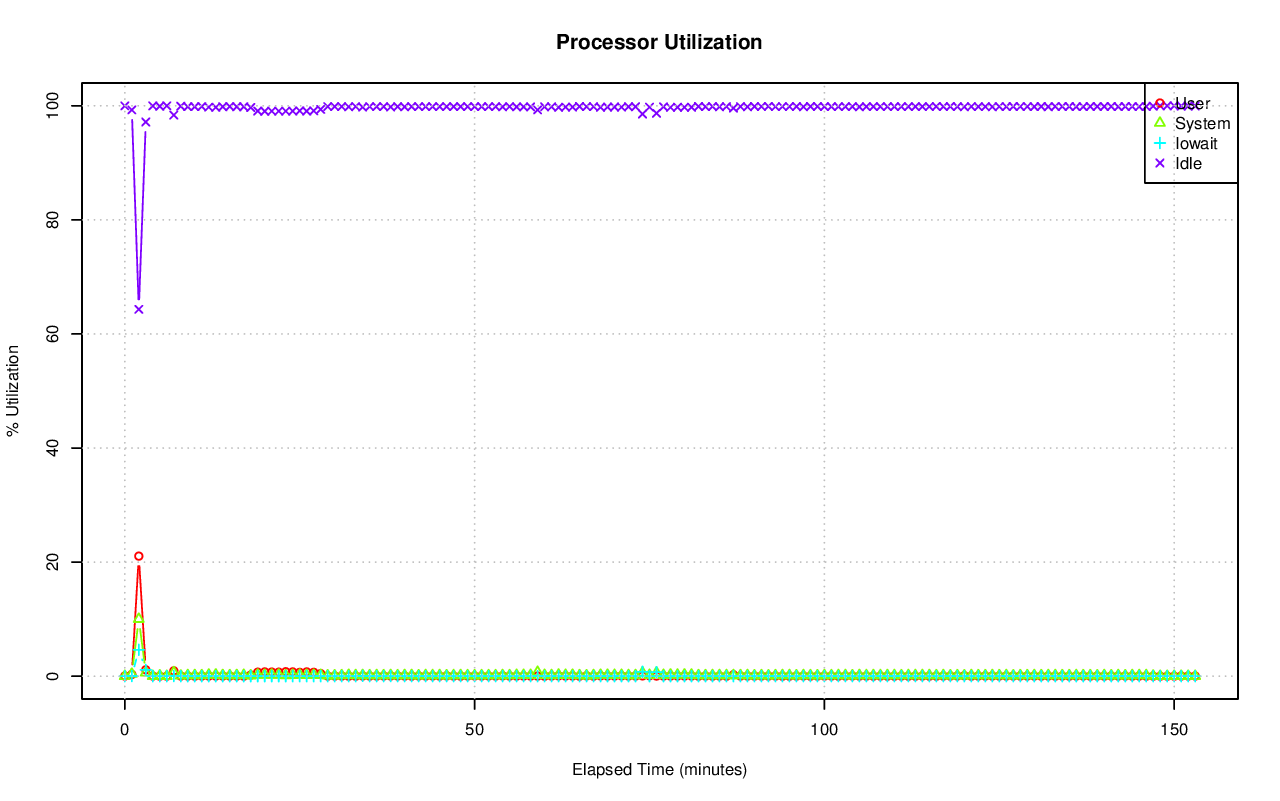 Processor Utilization
% Utilization
100
80
60
40
20
0
User
System
Iowait
Idle
0 50 100 150
Elapsed Time (minutes)